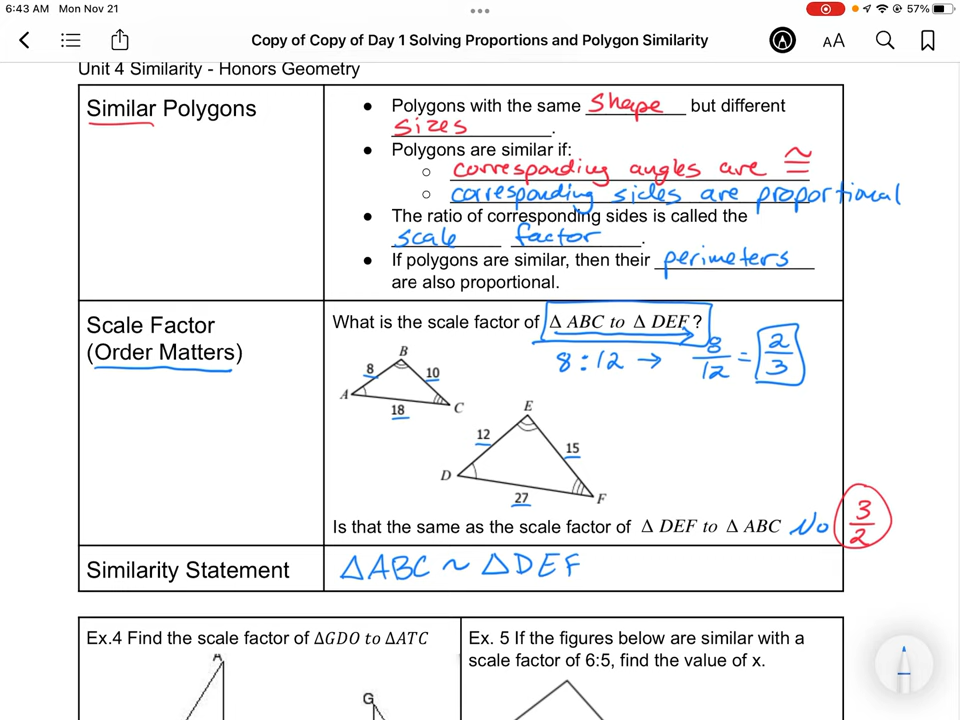 6:43 AM Mon Nov 21
57%
Copy of Copy of Day 1 Solving Proportions and Polygon Similarity
AA
Unit 4 Similarity - Honors Geometry
Similar Polygons
• Polygons with the same shape but different
sizes.
• Polygons are similar if:
○ corresponding angles are ≅
○ corresponding sides are proportional
• The ratio of corresponding sides is called the
scale factor.
• If polygons are similar, then their perimeters
are also proportional.
Scale Factor
(Order Matters)
What is the scale factor of Δ ABC to Δ DEF?
8:12 → 8/12 = 2/3
B
8
10
A
18
C
E
12
15
D
27
F
Is that the same as the scale factor of Δ DEF to Δ ABC No 3/2
Similarity Statement
ΔABC ~ ΔDEF
Ex.4 Find the scale factor of ΔGDO to ΔATC
A
G
Ex. 5 If the figures below are similar with a
scale factor of 6:5, find the value of x.